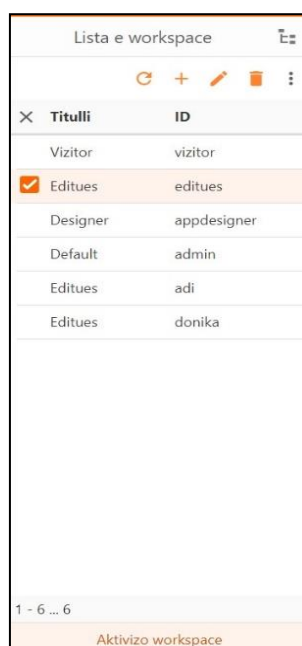 Lista e workspace
Titulli ID
Vizitor vizitor
Editues editues
Designer appdesigner
Default admin
Editues adi
Editues donika
1 - 6 ... 6
Aktivizo workspace